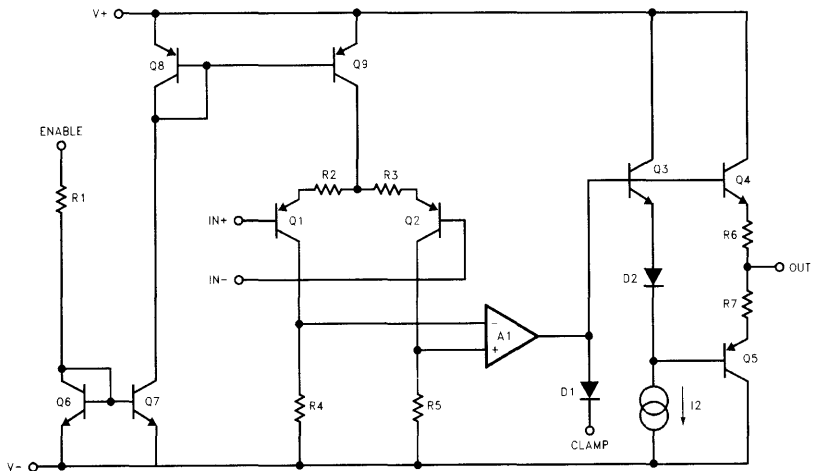 V+
Q8
Q9
ENABLE
R1
R2
R3
Q3
Q4
IN+
Q1
Q2
R6
IN-
D2
OUT
R7
-
A1
+
Q5
D1
I2
Q6
Q7
R4
R5
CLAMP
V-